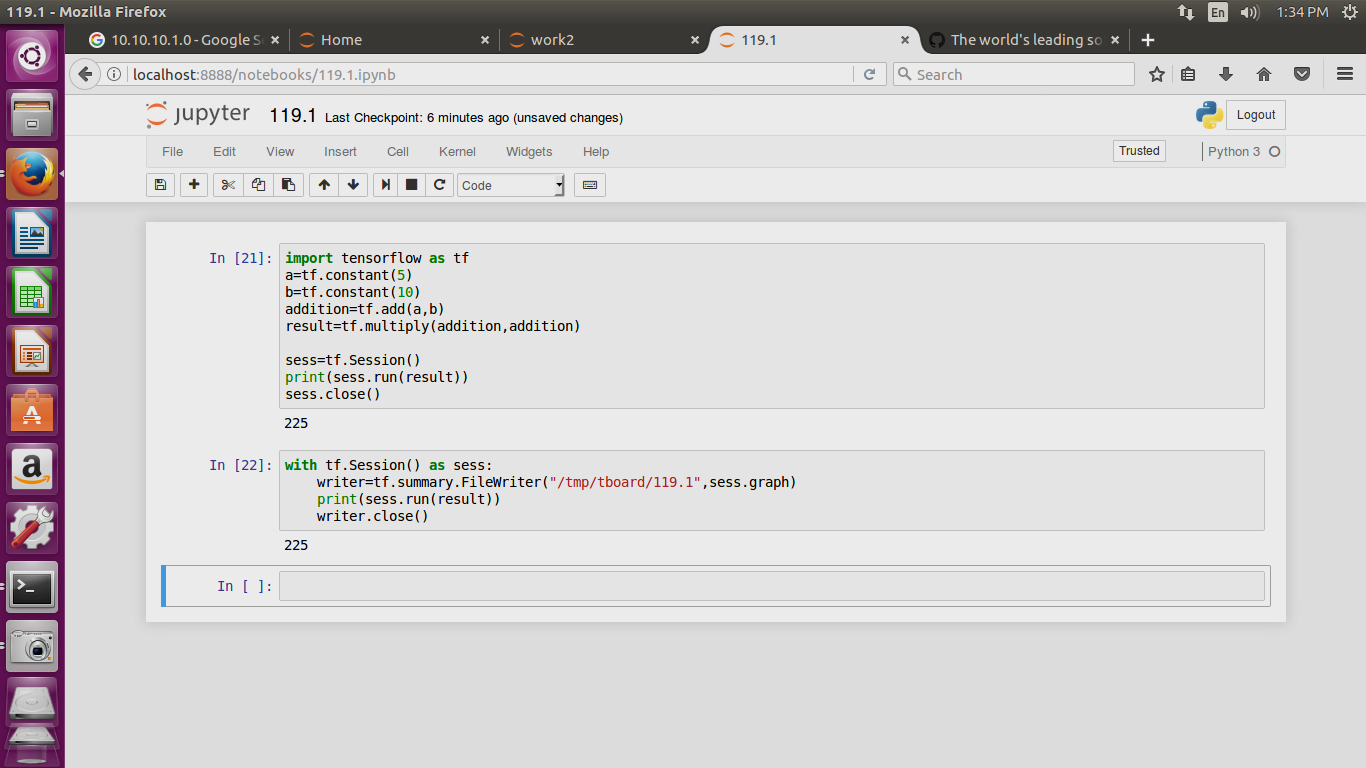 119.1 - Mozilla Firefox
En
1:34 PM
10.10.10.1.0 - Google S
Home
work2
119.1
The world's leading so
localhost:8888/notebooks/119.1.ipynb
Search
jupyter
119.1
Last Checkpoint: 6 minutes ago (unsaved changes)
Logout
File
Edit
View
Insert
Cell
Kernel
Widgets
Help
Trusted
Python 3
Code
In [21]:
import tensorflow as tf
a=tf.constant(5)
b=tf.constant(10)
addition=tf.add(a,b)
result=tf.multiply(addition,addition)
sess=tf.Session()
print(sess.run(result))
sess.close()
225
In [22]:
with tf.Session() as sess:
    writer=tf.summary.FileWriter("/tmp/tboard/119.1",sess.graph)
    print(sess.run(result))
    writer.close()
225
In [ ]: